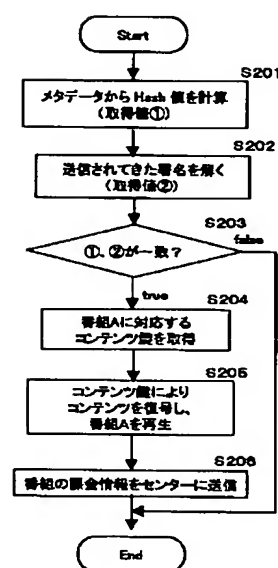 Start
S201
メタデータから Hash 値を計算
(取得値①)
S202
送信されてきた署名を解く
(取得値②)
S203
①、②が一致?
false
true
S204
番組Aに対応する
コンテンツ鍵を取得
S205
コンテンツ鍵により
コンテンツを復号し、
番組Aを再生
S206
番組の課金情報をセンターに送信
End